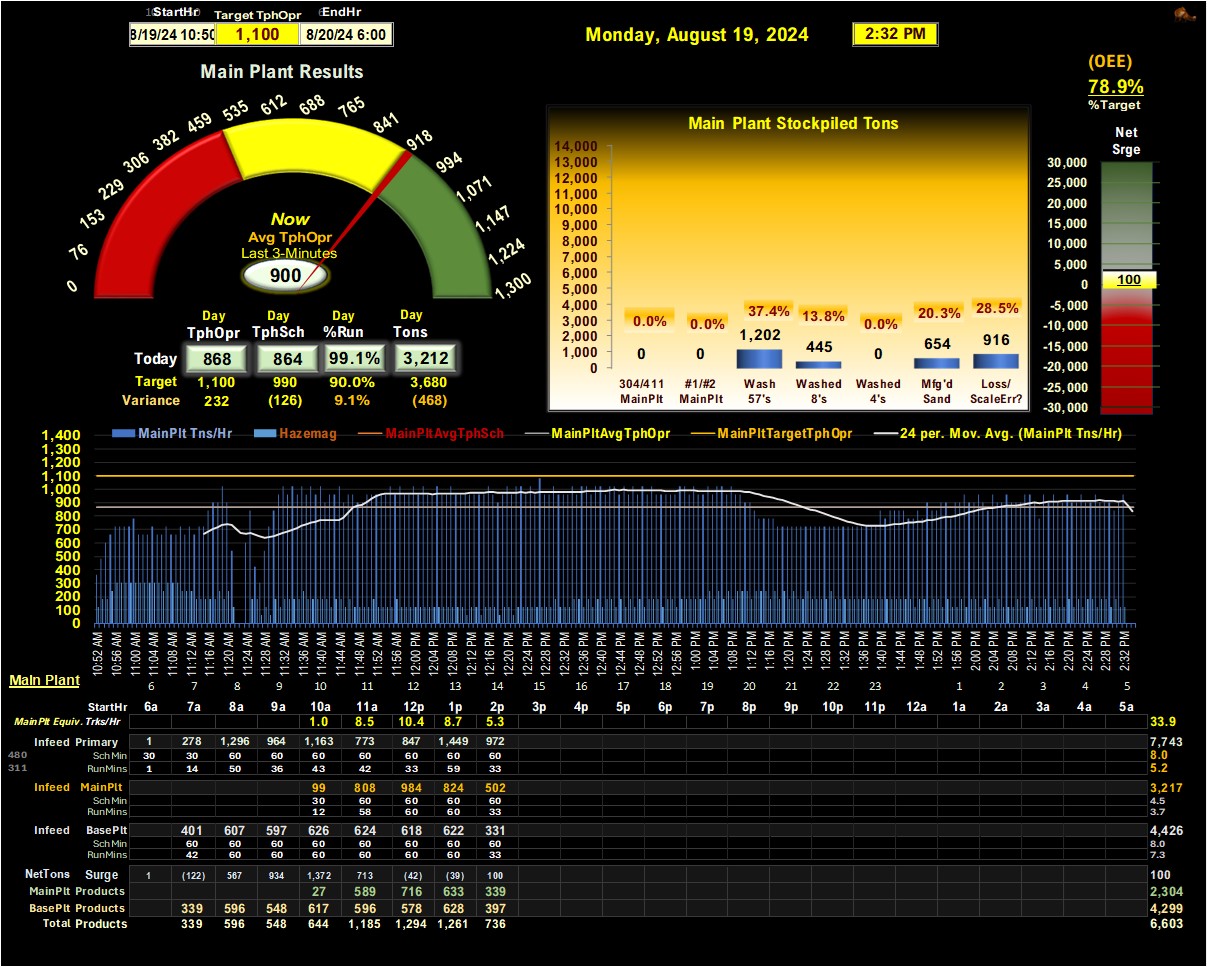 StartHr Target TphOpr EndHr
8/19/24 10:50 1,100 8/20/24 6:00
Monday, August 19, 2024 2:32 PM
Main Plant Results
(OEE)
78.9%
%Target
0 76 153 229 306 382 459 535 612 688 765 841 918 994 1,071 1,147 1,224 1,300
Now
Avg TphOpr
Last 3-Minutes
900
Day Day Day Day
TphOpr TphSch %Run Tons
Today 868 864 99.1% 3,212
Target 1,100 990 90.0% 3,680
Variance 232 (126) 9.1% (468)
Main Plant Stockpiled Tons
14,000
13,000
12,000
11,000
10,000
9,000
8,000
7,000
6,000
5,000
4,000
3,000
2,000
1,000
0
0.0% 0.0% 37.4% 13.8% 0.0% 20.3% 28.5%
0 0 1,202 445 0 654 916
304/411 #1/#2 Wash Washed Washed Mfg'd Loss/
MainPlt MainPlt 57's 8's 4's Sand ScaleErr?
Net
Srge
30,000
25,000
20,000
15,000
10,000
5,000
0
-5,000
-10,000
-15,000
-20,000
-25,000
-30,000
100
MainPlt Tns/Hr Hazemag MainPltAvgTphSch MainPltAvgTphOpr MainPltTargetTphOpr 24 per. Mov. Avg. (MainPlt Tns/Hr)
1,400
1,300
1,200
1,100
1,000
900
800
700
600
500
400
300
200
100
0
10:52 AM 10:56 AM 11:00 AM 11:04 AM 11:08 AM 11:12 AM 11:16 AM 11:20 AM 11:24 AM 11:28 AM 11:32 AM 11:36 AM 11:40 AM 11:44 AM 11:48 AM 11:52 AM 11:56 AM 12:00 PM 12:04 PM 12:08 PM 12:12 PM 12:16 PM 12:20 PM 12:24 PM 12:28 PM 12:32 PM 12:36 PM 12:40 PM 12:44 PM 12:48 PM 12:52 PM 12:56 PM 1:00 PM 1:04 PM 1:08 PM 1:12 PM 1:16 PM 1:20 PM 1:24 PM 1:28 PM 1:32 PM 1:36 PM 1:40 PM 1:44 PM 1:48 PM 1:52 PM 1:56 PM 2:00 PM 2:04 PM 2:08 PM 2:12 PM 2:16 PM 2:20 PM 2:24 PM 2:28 PM 2:32 PM
Main Plant
6 7 8 9 10 11 12 13 14 15 16 17 18 19 20 21 22 23 1 2 3 4 5
StartHr 6a 7a 8a 9a 10a 11a 12p 1p 2p 3p 4p 5p 6p 7p 8p 9p 10p 11p 12a 1a 2a 3a 4a 5a
MainPlt Equiv. Trks/Hr 1.0 8.5 10.4 8.7 5.3 33.9
Infeed Primary 1 278 1,296 964 1,163 773 847 1,449 972 7,743
480 SchMin 30 30 60 60 60 60 60 60 60 8.0
311 RunMins 1 14 50 36 43 42 33 59 33 5.2
Infeed MainPlt 99 808 984 824 502 3,217
SchMin 30 60 60 60 60 4.5
RunMins 12 58 60 60 33 3.7
Infeed BasePlt 401 607 597 626 624 618 622 331 4,426
SchMin 60 60 60 60 60 60 60 60 8.0
RunMins 42 60 60 60 60 60 60 33 7.3
NetTons Surge 1 (122) 567 934 1,372 713 (42) (39) 100 100
MainPlt Products 27 589 716 633 339 2,304
BasePlt Products 339 596 548 617 596 578 628 397 4,299
Total Products 339 596 548 644 1,185 1,294 1,261 736 6,603